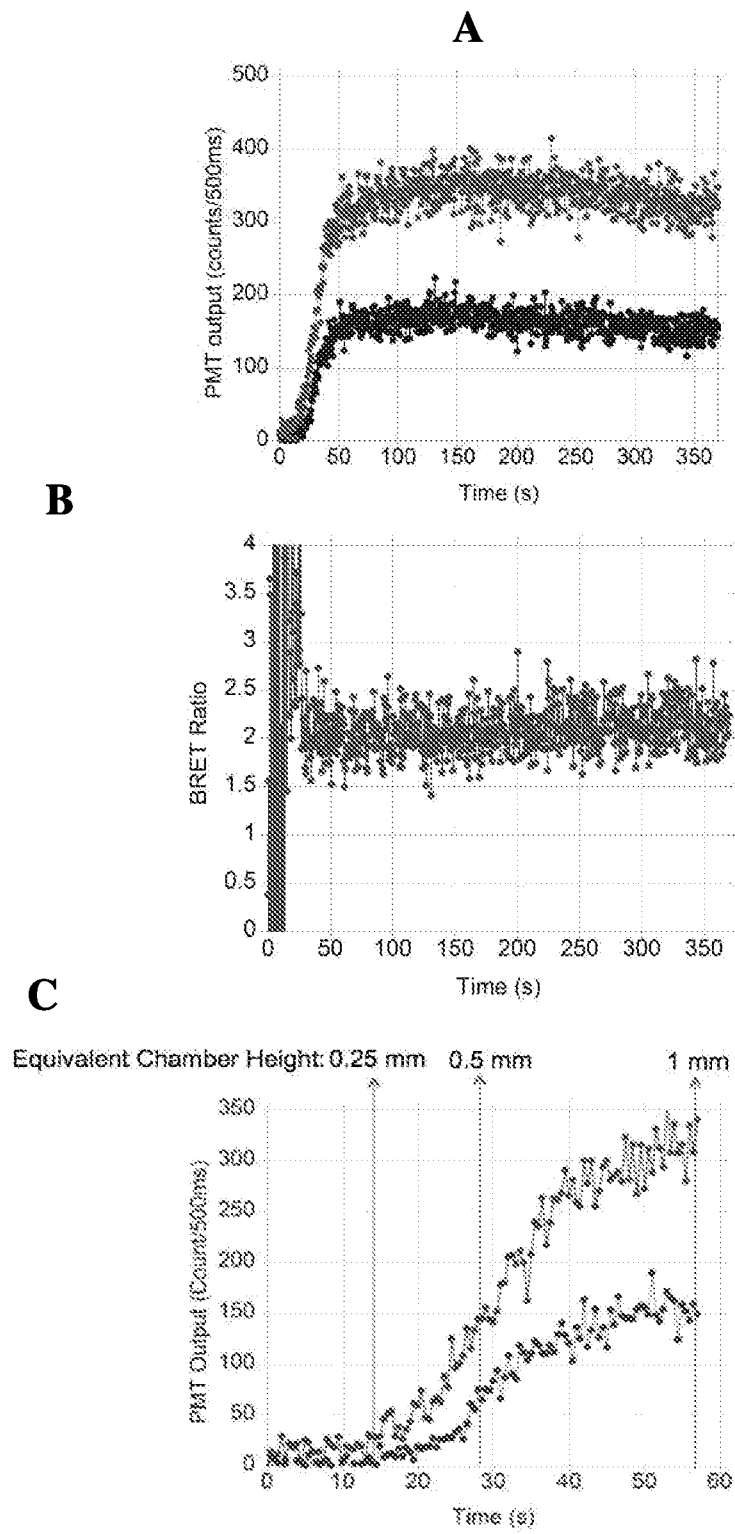 A
500
400
300
200
100
0
PMT output (counts/500ms)
0 50 100 150 200 250 300 350
Time (s)
B
4
3.5
3
2.5
2
1.5
1
0.5
0
BRET Ratio
0 50 100 150 200 250 300 350
Time (s)
C
Equivalent Chamber Height: 0.25 mm 0.5 mm 1 mm
350
300
250
200
150
100
50
0
PMT Output (Count/500ms)
0 10 20 30 40 50 60
Time (s)